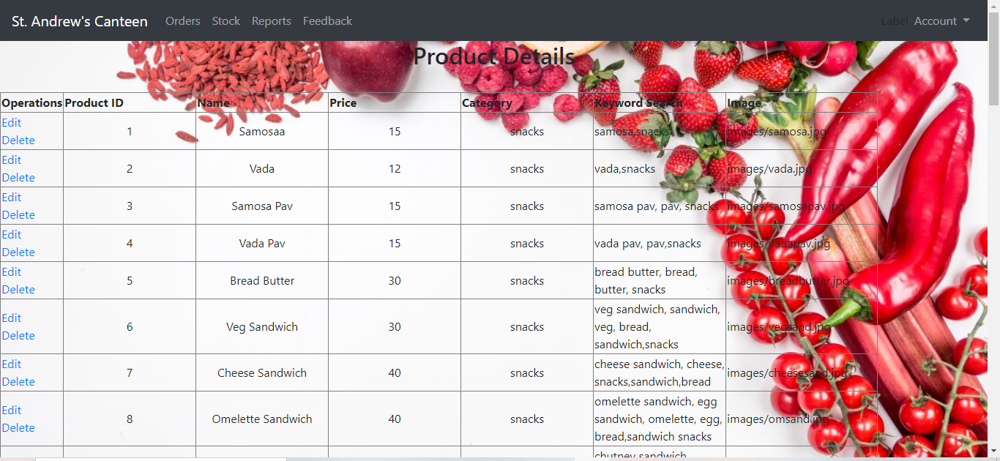 St. Andrew's Canteen Orders Stock Reports Feedback Label Account
Product Details
Operations Product ID Name Price Category Keyword Search Image
Edit
Delete
1 Samosaa 15 snacks samosa,snacks images/samosa.jpg
Edit
Delete
2 Vada 12 snacks vada,snacks images/vada.jpg
Edit
Delete
3 Samosa Pav 15 snacks samosa pav, pav, snacks images/samosapav.jpg
Edit
Delete
4 Vada Pav 15 snacks vada pav, pav,snacks images/vadapav.jpg
Edit
Delete
5 Bread Butter 30 snacks bread butter, bread,
butter, snacks
images/breadbutter.jpg
Edit
Delete
6 Veg Sandwich 30 snacks veg sandwich, sandwich,
veg, bread,
sandwich,snacks
images/vegsand.jpg
Edit
Delete
7 Cheese Sandwich 40 snacks cheese sandwich, cheese,
snacks,sandwich,bread
images/cheesesand.jpg
Edit
Delete
8 Omelette Sandwich 40 snacks omelette sandwich, egg
sandwich, omelette, egg,
bread,sandwich snacks
images/omsand.jpg
chutney sandwich,